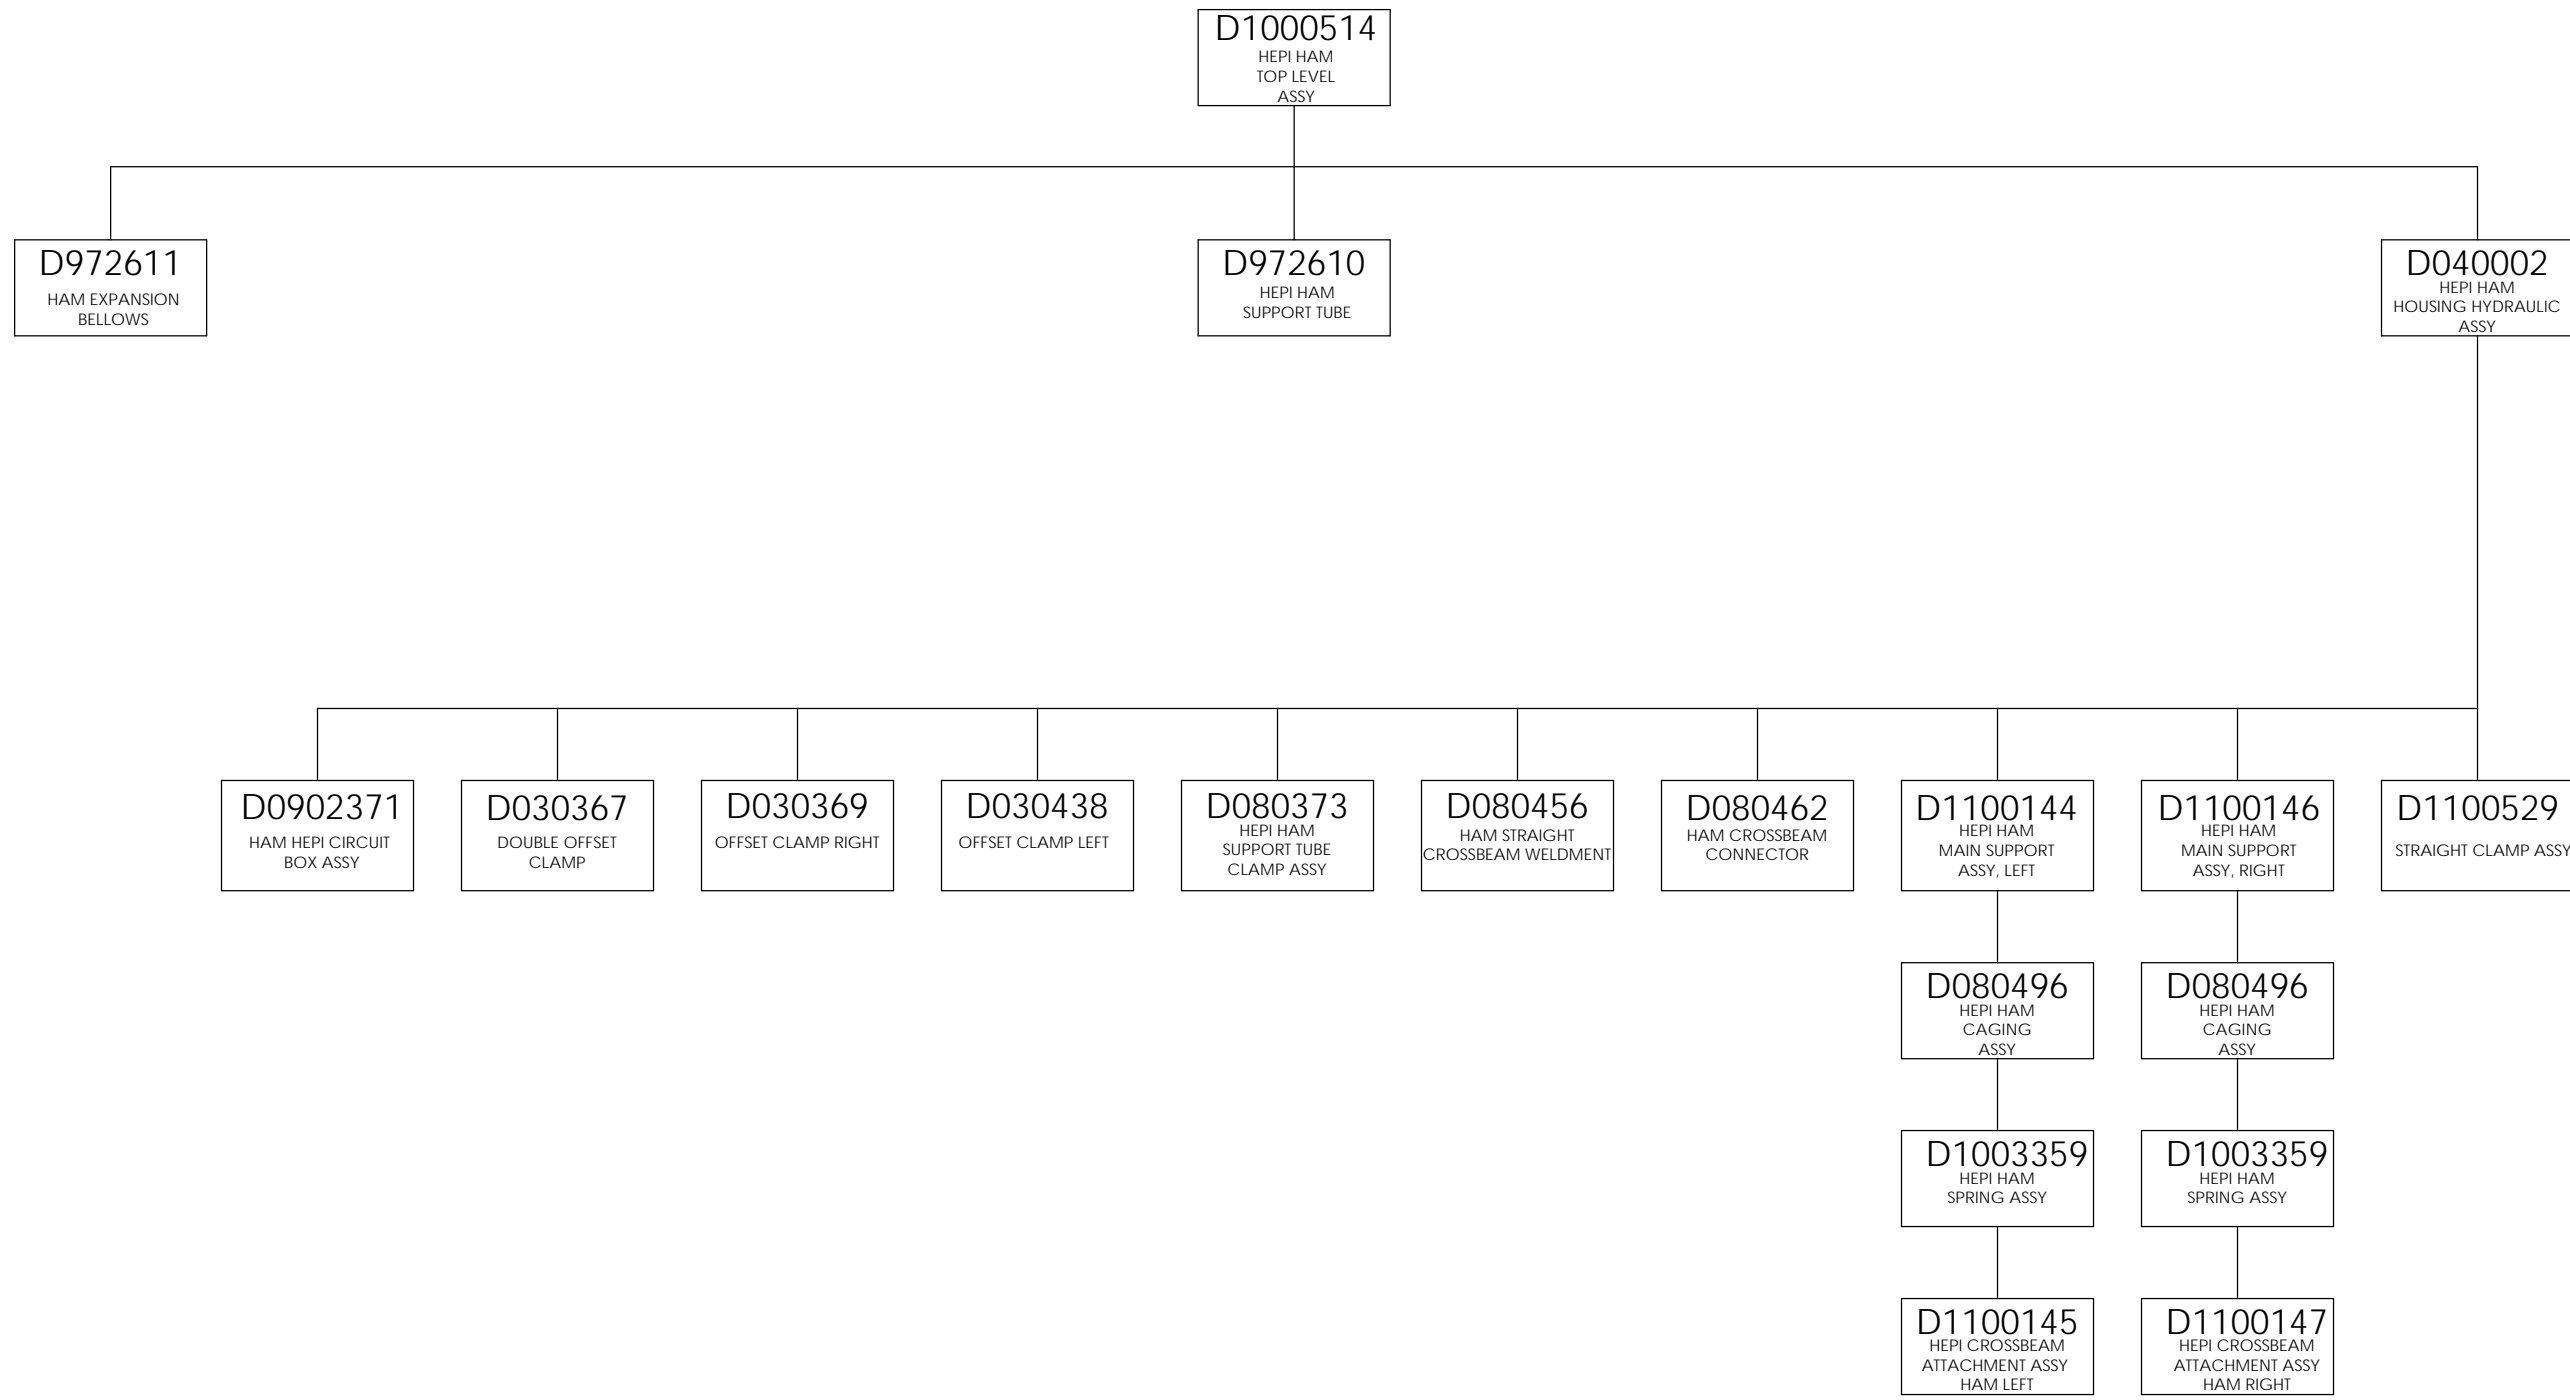 D1000514
HEPI HAM
TOP LEVEL
ASSY
D972611
HAM EXPANSION
BELLOWS
D972610
HEPI HAM
SUPPORT TUBE
D040002
HEPI HAM
HOUSING HYDRAULIC
ASSY
D0902371
HAM HEPI CIRCUIT
BOX ASSY
D030367
DOUBLE OFFSET
CLAMP
D030369
OFFSET CLAMP RIGHT
D030438
OFFSET CLAMP LEFT
D080373
HEPI HAM
SUPPORT TUBE
CLAMP ASSY
D080456
HAM STRAIGHT
CROSSBEAM WELDMENT
D080462
HAM CROSSBEAM
CONNECTOR
D1100144
HEPI HAM
MAIN SUPPORT
ASSY, LEFT
D1100146
HEPI HAM
MAIN SUPPORT
ASSY, RIGHT
D1100529
STRAIGHT CLAMP ASSY
D080496
HEPI HAM
CAGING
ASSY
D080496
HEPI HAM
CAGING
ASSY
D1003359
HEPI HAM
SPRING ASSY
D1003359
HEPI HAM
SPRING ASSY
D1100145
HEPI CROSSBEAM
ATTACHMENT ASSY
HAM LEFT
D1100147
HEPI CROSSBEAM
ATTACHMENT ASSY
HAM RIGHT